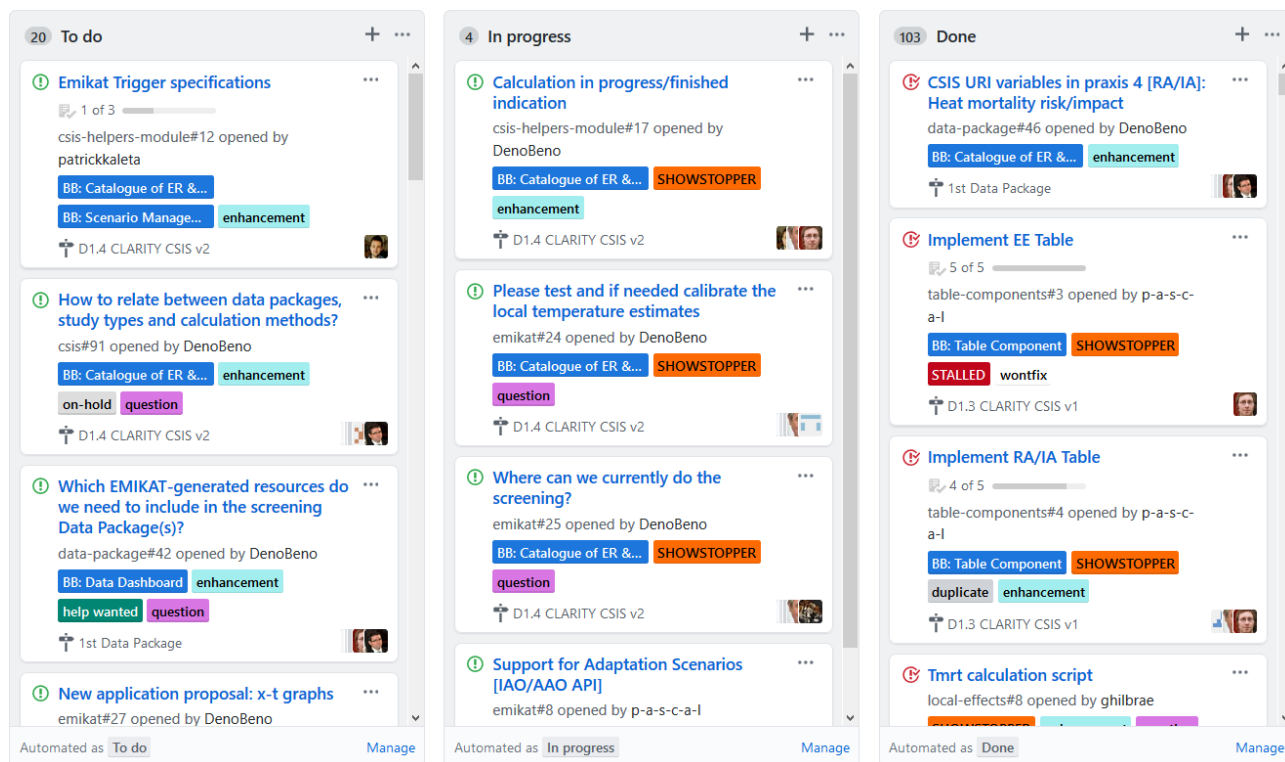 20 To do
Emikat Trigger specifications
1 of 3
csis-helpers-module#12 opened by
patrickkaleta
BB: Catalogue of ER &...
BB: Scenario Manage... enhancement
D1.4 CLARITY CSIS v2
How to relate between data packages,
study types and calculation methods?
csis#91 opened by DenoBeno
BB: Catalogue of ER &... enhancement
on-hold question
D1.4 CLARITY CSIS v2
Which EMIKAT-generated resources do
we need to include in the screening
Data Package(s)?
data-package#42 opened by DenoBeno
BB: Data Dashboard enhancement
help wanted question
1st Data Package
New application proposal: x-t graphs
emikat#27 opened by DenoBeno
Automated as To do Manage
4 In progress
Calculation in progress/finished
indication
csis-helpers-module#17 opened by
DenoBeno
BB: Catalogue of ER &... SHOWSTOPPER
enhancement
D1.4 CLARITY CSIS v2
Please test and if needed calibrate the
local temperature estimates
emikat#24 opened by DenoBeno
BB: Catalogue of ER &... SHOWSTOPPER
question
D1.4 CLARITY CSIS v2
Where can we currently do the
screening?
emikat#25 opened by DenoBeno
BB: Catalogue of ER &... SHOWSTOPPER
question
D1.4 CLARITY CSIS v2
Support for Adaptation Scenarios
[IAO/AAO API]
emikat#8 opened by p-a-s-c-a-l
Automated as In progress Manage
103 Done
CSIS URI variables in praxis 4 [RA/IA]:
Heat mortality risk/impact
data-package#46 opened by DenoBeno
BB: Catalogue of ER &... enhancement
1st Data Package
Implement EE Table
5 of 5
table-components#3 opened by p-a-s-c-
a-l
BB: Table Component SHOWSTOPPER
STALLED wontfix
D1.3 CLARITY CSIS v1
Implement RA/IA Table
4 of 5
table-components#4 opened by p-a-s-c-
a-l
BB: Table Component SHOWSTOPPER
duplicate enhancement
D1.3 CLARITY CSIS v1
Tmrt calculation script
local-effects#8 opened by ghilbrae
SHOWSTOPPER
Automated as Done Manage